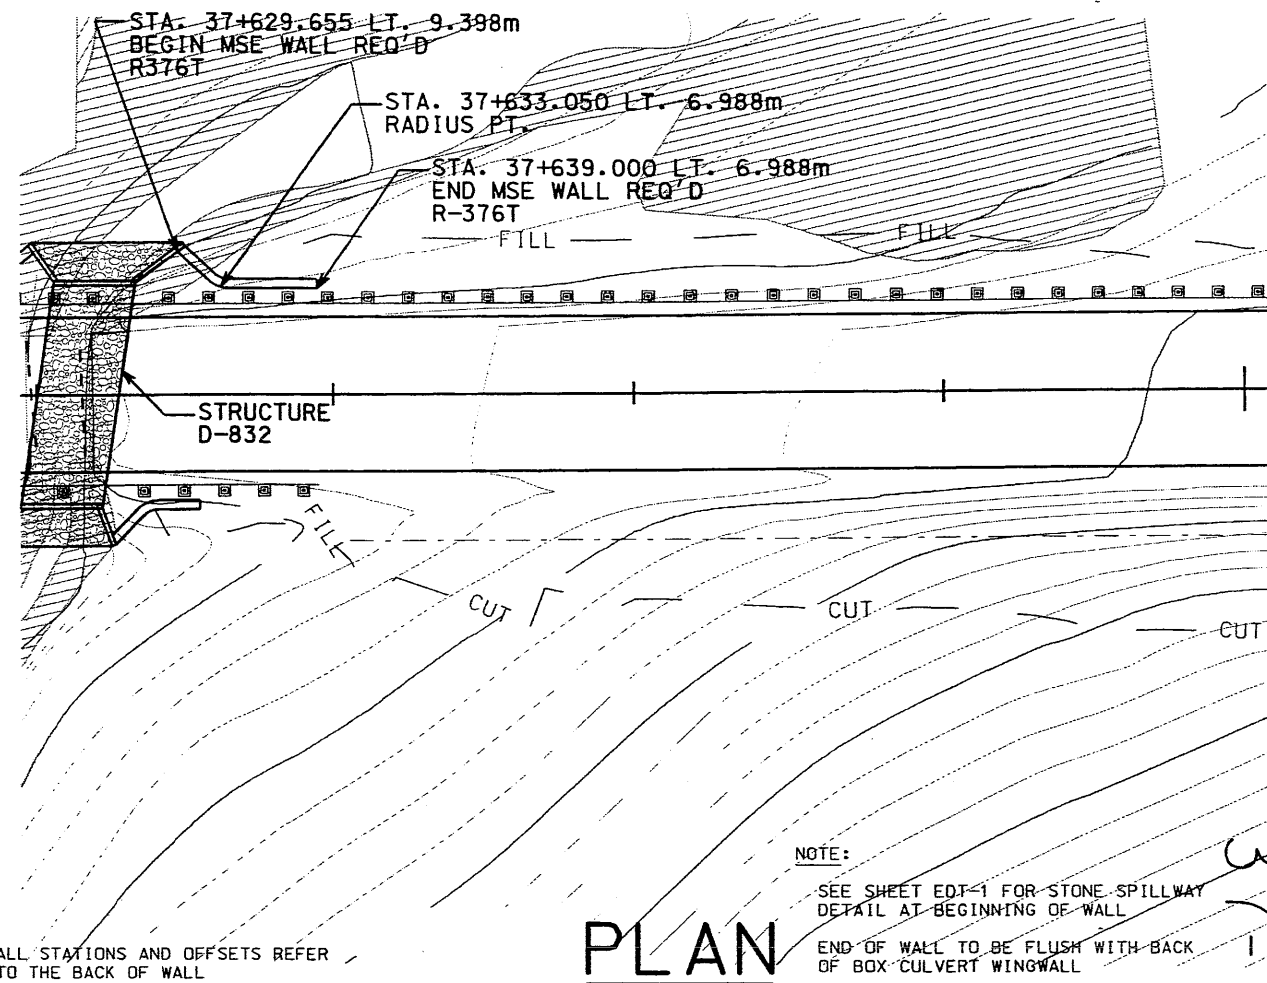 STA. 37+629.655 LT. 9.398m
BEGIN MSE WALL REQ'D
R376T
STA. 37+633.050 LT. 6.988m
RADIUS PT.
STA. 37+639.000 LT. 6.988m
END MSE WALL REQ'D
R-376T
FILL
FILL
STRUCTURE
D-832
FILL
CUT
CUT
CUT
NOTE:
SEE SHEET EDT-1 FOR STONE SPILLWAY
DETAIL AT BEGINNING OF WALL
END OF WALL TO BE FLUSH WITH BACK
OF BOX CULVERT WINGWALL
ALL STATIONS AND OFFSETS REFER
TO THE BACK OF WALL
PLAN